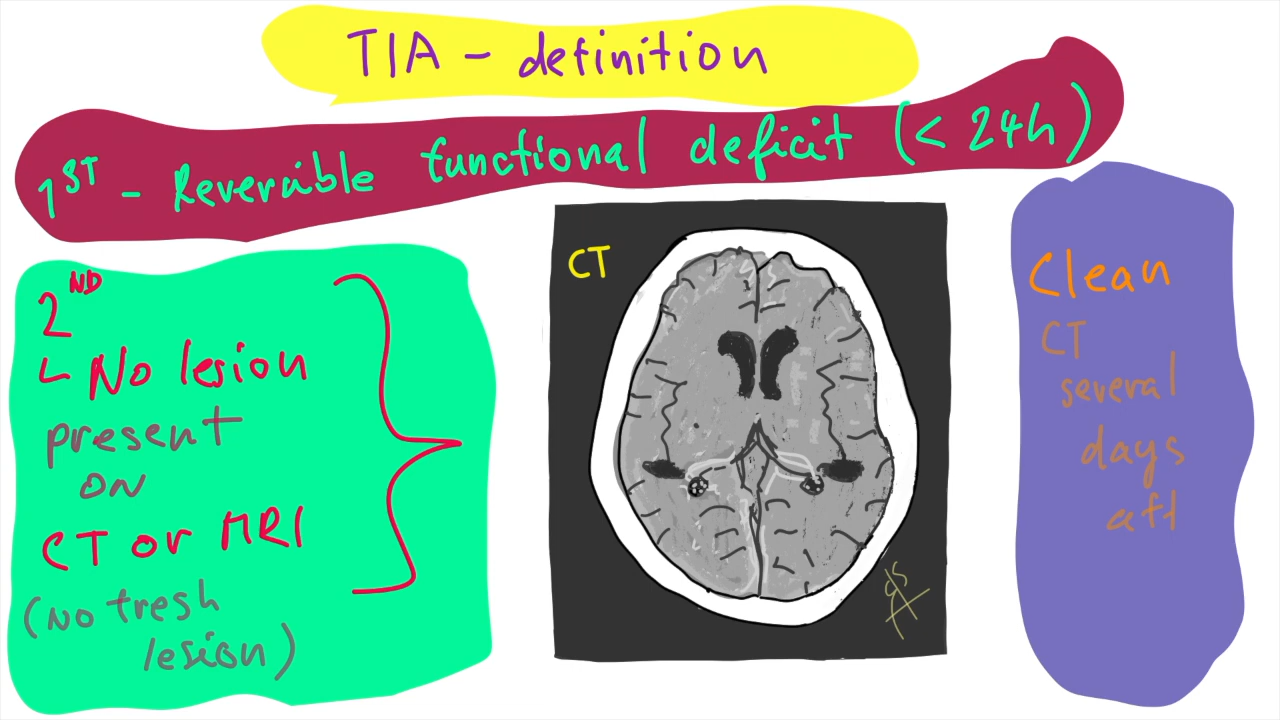 TIA - definition
1ST - Reversible functional deficit (< 24h)
2ND
No lesion
present
ON
CT or MRI
(No fresh
lesion)
CT
Clean
CT
several
days
aft